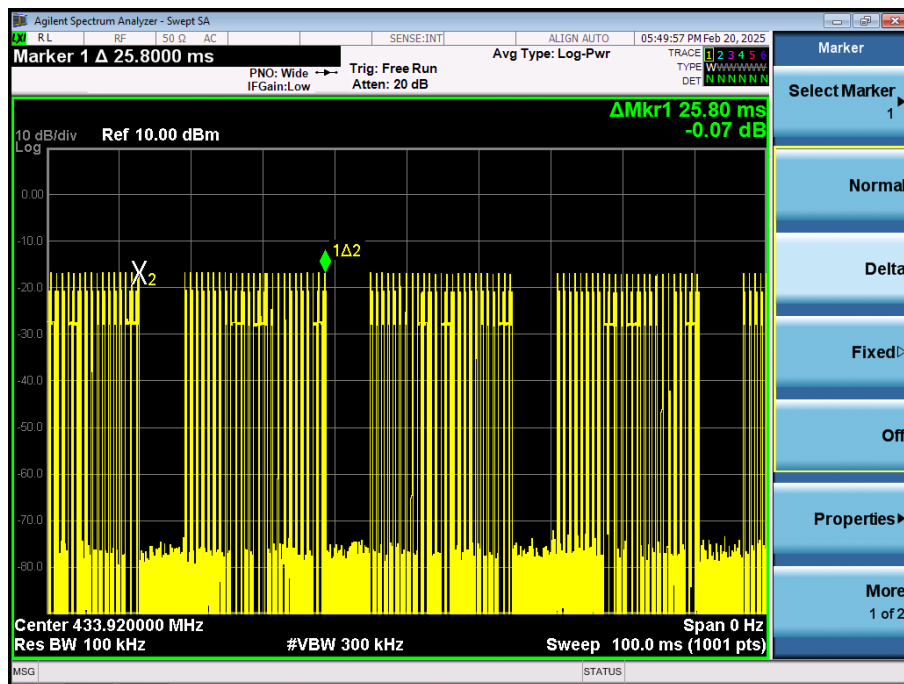 Agilent Spectrum Analyzer - Swept SA
LXI RL RF 50 Ω AC SENSE:INT ALIGN AUTO 05:49:57 PM Feb 20, 2025
Marker 1 Δ 25.8000 ms
PNO: Wide
IFGain:Low
Trig: Free Run
Atten: 20 dB
Avg Type: Log-Pwr
TRACE 1 2 3 4 5 6
TYPE WWWWWW
DET N N N N N N
ΔMkr1 25.80 ms
-0.07 dB
10 dB/div Ref 10.00 dBm
Log
0.00
-10.0
-20.0
-30.0
-40.0
-50.0
-60.0
-70.0
-80.0
X2
1Δ2
Center 433.920000 MHz
Span 0 Hz
Res BW 100 kHz
#VBW 300 kHz
Sweep 100.0 ms (1001 pts)
MSG
STATUS
Marker
Select Marker
1
Normal
Delta
Fixed
Off
Properties
More
1 of 2